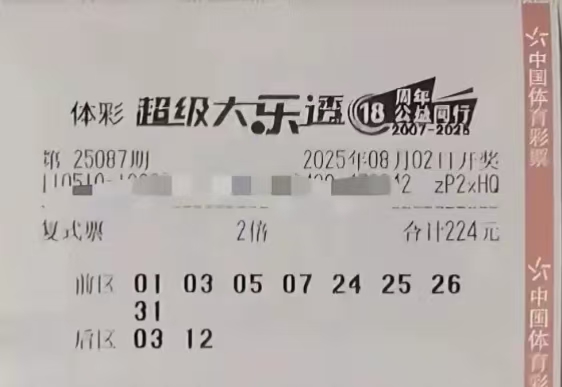 体彩 超级大乐透 18 周年 公益同行 2007-2025
第 25087期 2025年08月02日开奖
110510- zP2xHQ
复式票 2倍 合计224元
前区 01 03 05 07 24 25 26
31
后区 03 12
中国体育彩票
中国体育